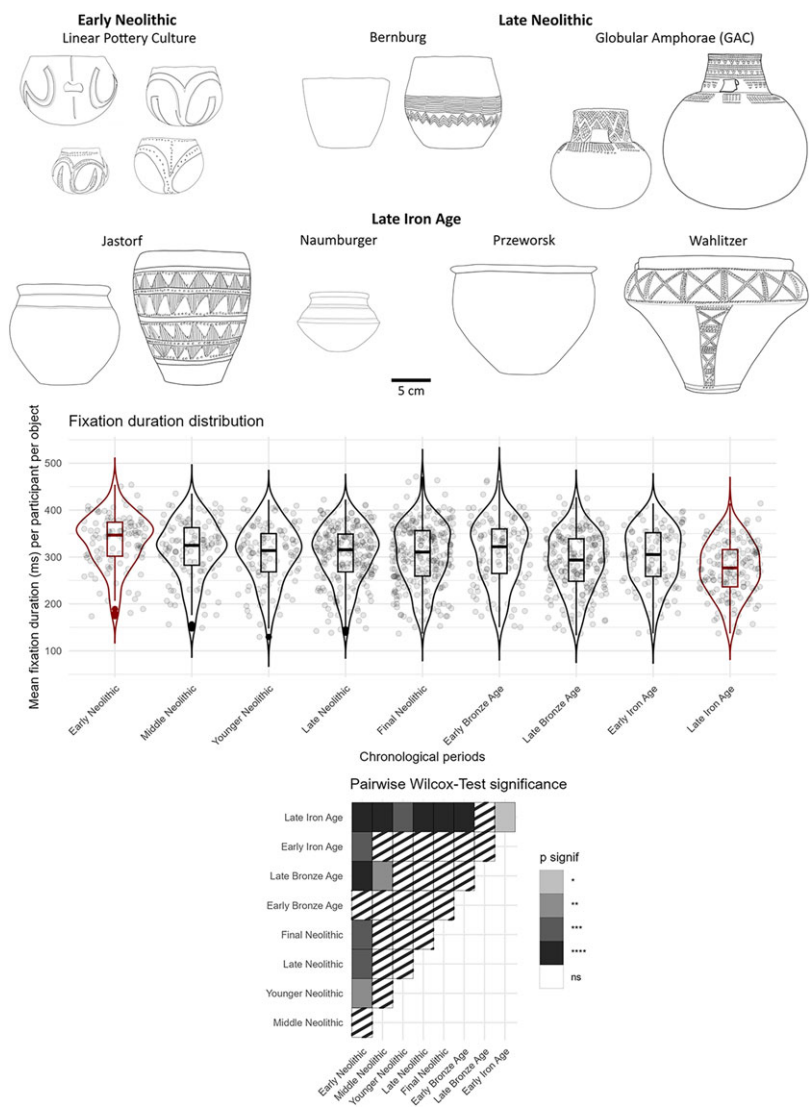 Early Neolithic
Linear Pottery Culture
Late Neolithic
Bernburg
Globular Amphorae (GAC)
Late Iron Age
Jastorf
Naumburger
Przeworsk
Wahlitzer
5 cm
Fixation duration distribution
Mean fixation duration (ms) per participant per object
500
400
300
200
100
Early Neolithic
Middle Neolithic
Younger Neolithic
Late Neolithic
Final Neolithic
Early Bronze Age
Late Bronze Age
Early Iron Age
Late Iron Age
Chronological periods
Pairwise Wilcox-Test significance
Late Iron Age
Early Iron Age
Late Bronze Age
Early Bronze Age
Final Neolithic
Late Neolithic
Younger Neolithic
Middle Neolithic
Early Neolithic
Middle Neolithic
Younger Neolithic
Late Neolithic
Final Neolithic
Early Bronze Age
Late Bronze Age
Early Iron Age
p signif
*
**
***
****
ns